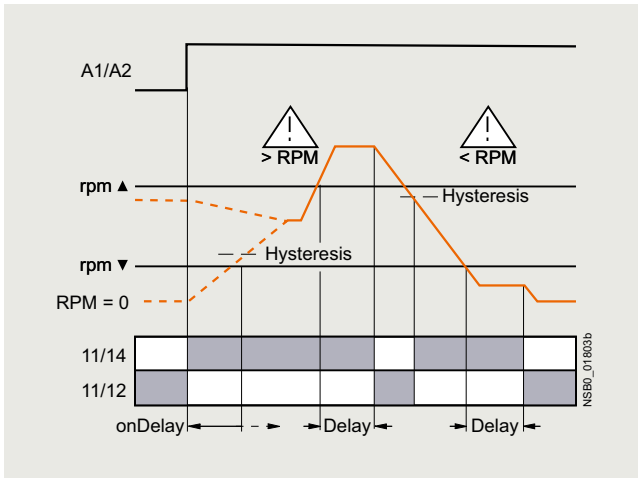 A1/A2
!
!
> RPM
< RPM
rpm ▲
Hysteresis
Hysteresis
rpm ▼
RPM = 0
11/14
11/12
NSB0_01803b
onDelay
Delay
Delay